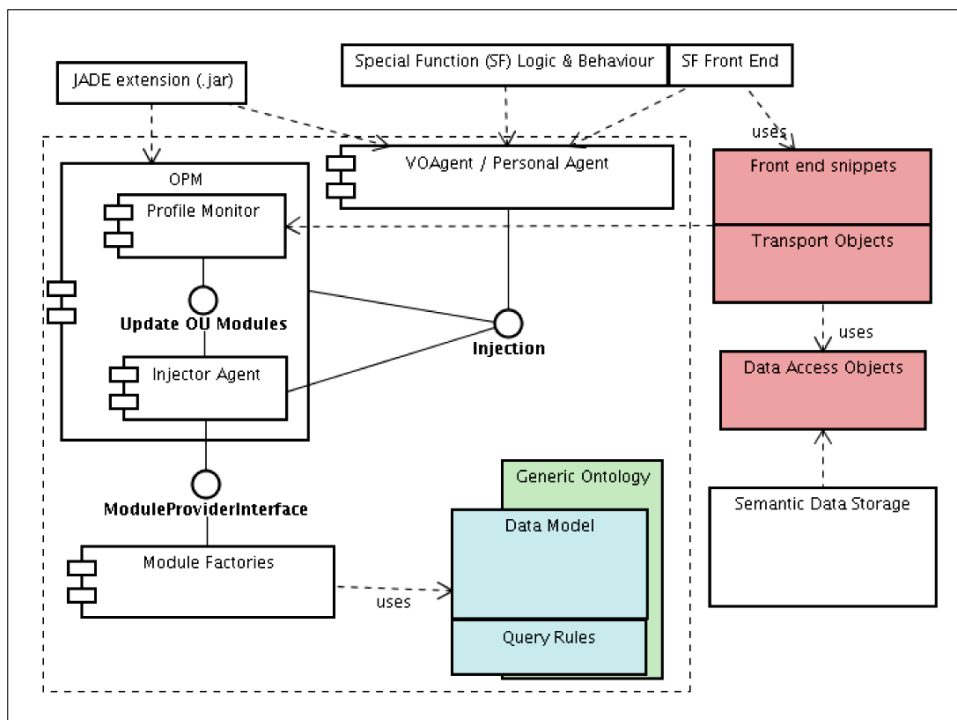 Special Function (SF) Logic & Behaviour
SF Front End
JADE extension (.jar)
uses
VOAgent / Personal Agent
Front end snippets
OPM
Profile Monitor
Transport Objects
Update OU Modules
uses
Injection
Injector Agent
Data Access Objects
Generic Ontology
ModuleProviderInterface
Semantic Data Storage
Data Model
Module Factories
uses
Query Rules